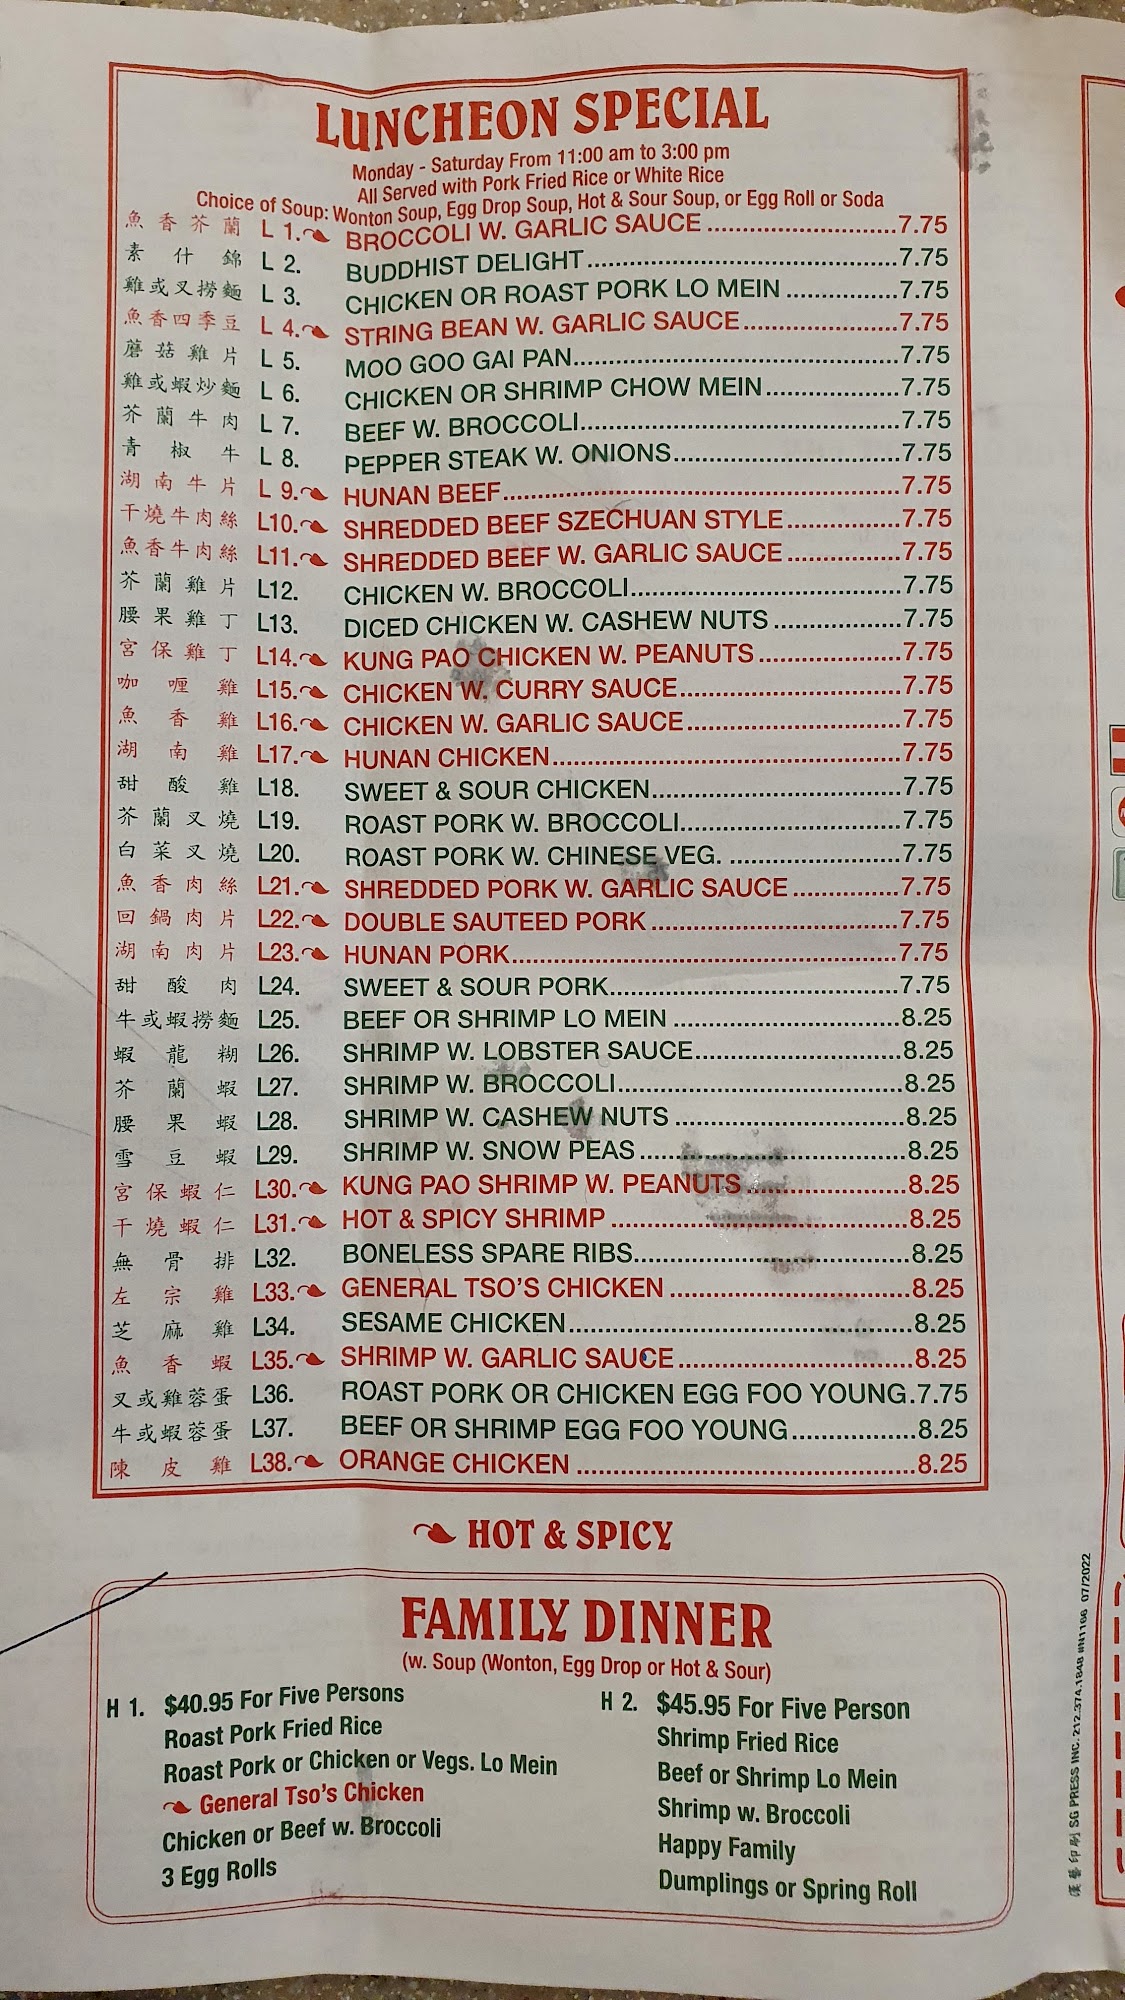 LUNCHEON SPECIAL
Monday - Saturday From 11:00 am to 3:00 pm
All Served with Pork Fried Rice or White Rice
Choice of Soup: Wonton Soup, Egg Drop Soup, Hot & Sour Soup, or Egg Roll or Soda
魚香芥蘭 L 1. BROCCOLI W. GARLIC SAUCE 7.75
素什錦 L 2. BUDDHIST DELIGHT 7.75
雞或叉撈麵 L 3. CHICKEN OR ROAST PORK LO MEIN 7.75
魚香四季豆 L 4. STRING BEAN W. GARLIC SAUCE 7.75
蘑菇雞片 L 5. MOO GOO GAI PAN 7.75
雞或蝦炒麵 L 6. CHICKEN OR SHRIMP CHOW MEIN 7.75
芥蘭牛肉 L 7. BEEF W. BROCCOLI 7.75
青椒牛 L 8. PEPPER STEAK W. ONIONS 7.75
湖南牛片 L 9. HUNAN BEEF 7.75
干燒牛肉絲 L10. SHREDDED BEEF SZECHUAN STYLE 7.75
魚香牛肉絲 L11. SHREDDED BEEF W. GARLIC SAUCE 7.75
芥蘭雞片 L12. CHICKEN W. BROCCOLI 7.75
腰果雞丁 L13. DICED CHICKEN W. CASHEW NUTS 7.75
宮保雞丁 L14. KUNG PAO CHICKEN W. PEANUTS 7.75
咖喱雞 L15. CHICKEN W. CURRY SAUCE 7.75
魚香雞 L16. CHICKEN W. GARLIC SAUCE 7.75
湖南雞 L17. HUNAN CHICKEN 7.75
甜酸雞 L18. SWEET & SOUR CHICKEN 7.75
芥蘭叉燒 L19. ROAST PORK W. BROCCOLI 7.75
白菜叉燒 L20. ROAST PORK W. CHINESE VEG. 7.75
魚香肉絲 L21. SHREDDED PORK W. GARLIC SAUCE 7.75
回鍋肉片 L22. DOUBLE SAUTEED PORK 7.75
湖南肉片 L23. HUNAN PORK 7.75
甜酸肉 L24. SWEET & SOUR PORK 7.75
牛或蝦撈麵 L25. BEEF OR SHRIMP LO MEIN 8.25
蝦龍糊 L26. SHRIMP W. LOBSTER SAUCE 8.25
芥蘭蝦 L27. SHRIMP W. BROCCOLI 8.25
腰果蝦 L28. SHRIMP W. CASHEW NUTS 8.25
雪豆蝦 L29. SHRIMP W. SNOW PEAS 8.25
宮保蝦仁 L30. KUNG PAO SHRIMP W. PEANUTS 8.25
干燒蝦仁 L31. HOT & SPICY SHRIMP 8.25
無骨排 L32. BONELESS SPARE RIBS 8.25
左宗雞 L33. GENERAL TSO'S CHICKEN 8.25
芝麻雞 L34. SESAME CHICKEN 8.25
魚香蝦 L35. SHRIMP W. GARLIC SAUCE 8.25
叉或雞蓉蛋 L36. ROAST PORK OR CHICKEN EGG FOO YOUNG 7.75
牛或蝦蓉蛋 L37. BEEF OR SHRIMP EGG FOO YOUNG 8.25
陳皮雞 L38. ORANGE CHICKEN 8.25
HOT & SPICY
FAMILY DINNER
(w. Soup (Wonton, Egg Drop or Hot & Sour)
H 1. $40.95 For Five Persons
Roast Pork Fried Rice
Roast Pork or Chicken or Vegs. Lo Mein
General Tso's Chicken
Chicken or Beef w. Broccoli
3 Egg Rolls
H 2. $45.95 For Five Person
Shrimp Fried Rice
Beef or Shrimp Lo Mein
Shrimp w. Broccoli
Happy Family
Dumplings or Spring Roll
漢藝印刷 SG PRESS INC. 212.374.1848 #N1166 07/2022